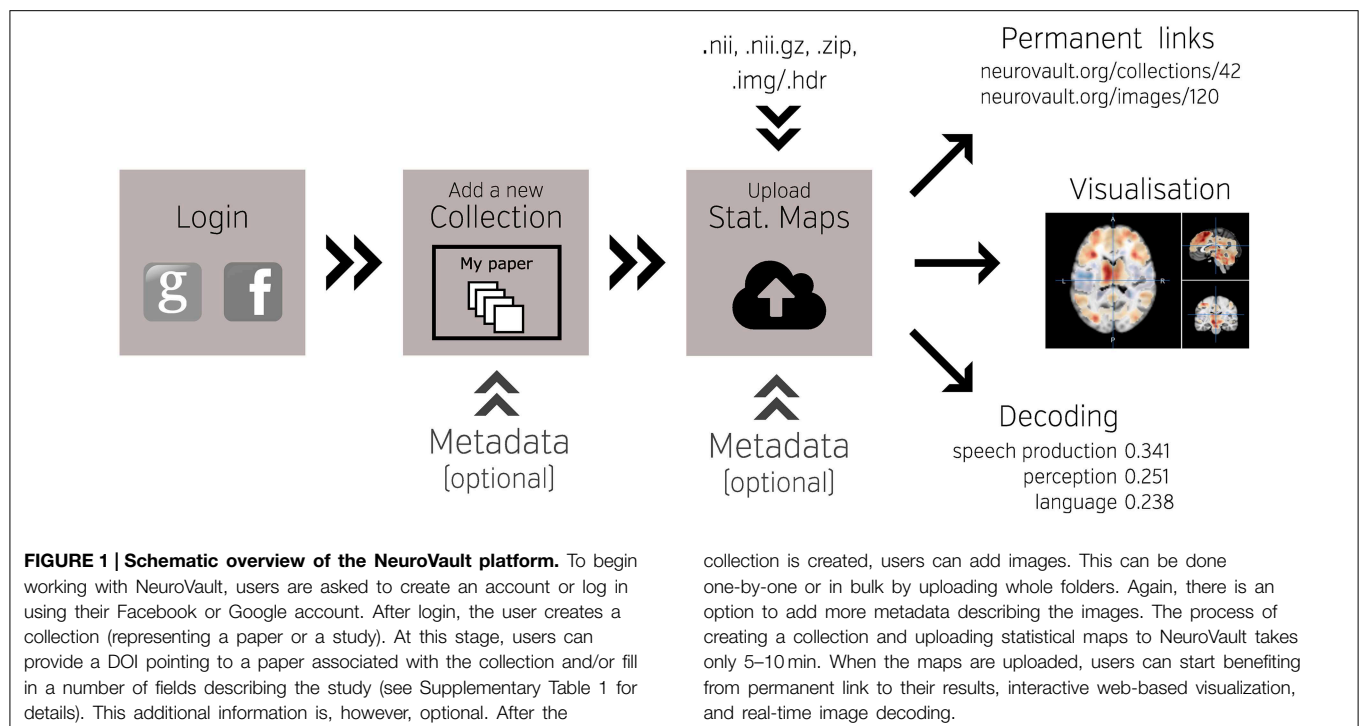 .nii, .nii.gz, .zip,
.img/.hdr
Permanent links
neurovault.org/collections/42
neurovault.org/images/120
Login
g
f
Add a new
Collection
My paper
Upload
Stat. Maps
Visualisation
A
L
R
P
Metadata
(optional)
Metadata
(optional)
Decoding
speech production 0.341
perception 0.251
language 0.238
FIGURE 1 | Schematic overview of the NeuroVault platform. To begin
working with NeuroVault, users are asked to create an account or log in
using their Facebook or Google account. After login, the user creates a
collection (representing a paper or a study). At this stage, users can
provide a DOI pointing to a paper associated with the collection and/or fill
in a number of fields describing the study (see Supplementary Table 1 for
details). This additional information is, however, optional. After the
collection is created, users can add images. This can be done
one-by-one or in bulk by uploading whole folders. Again, there is an
option to add more metadata describing the images. The process of
creating a collection and uploading statistical maps to NeuroVault takes
only 5–10 min. When the maps are uploaded, users can start benefiting
from permanent link to their results, interactive web-based visualization,
and real-time image decoding.